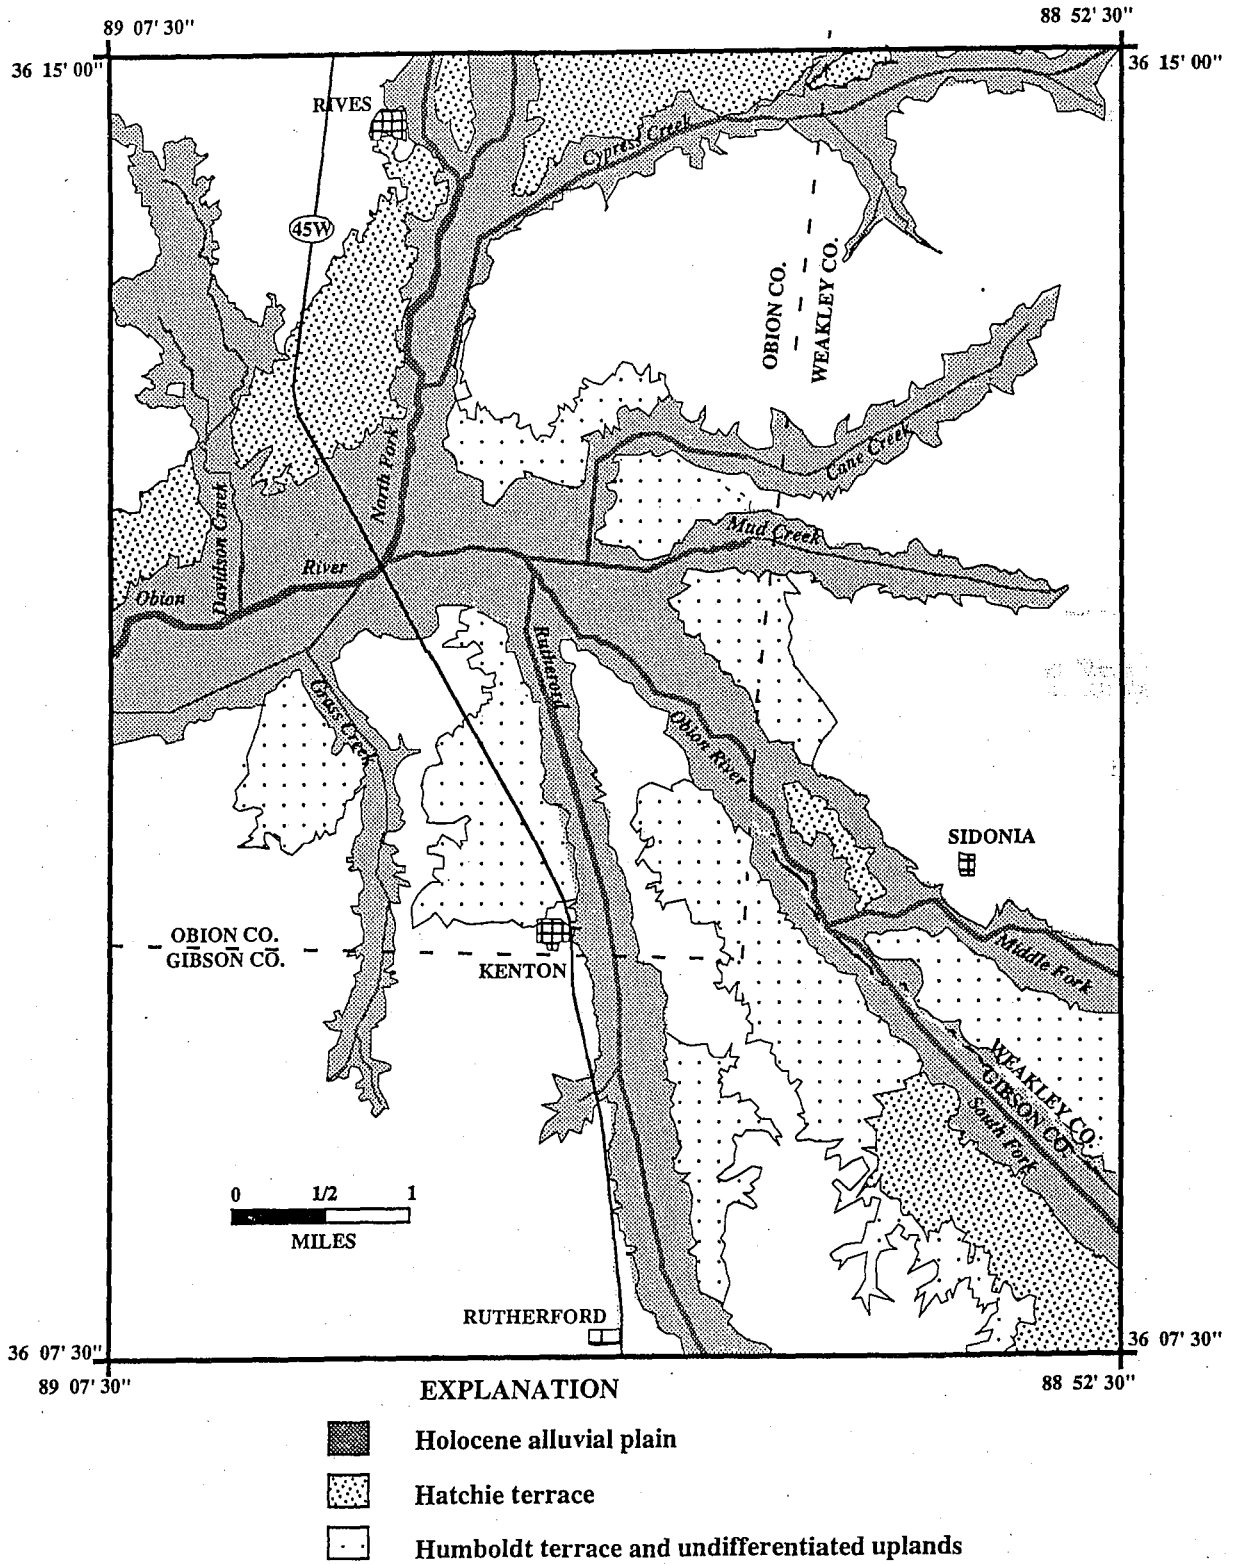 89 07' 30"
88 52' 30"
36 15' 00"
36 15' 00"
RIVES
Cypress Creek
45W
OBION CO.
WEAKLEY CO.
North Fork
Cane Creek
Davidson Creek
Mud Creek
River
Obion
Rutherford
Grass Creek
Obion River
SIDONIA
OBION CO.
GIBSON CO.
KENTON
Middle Fork
WEAKLEY CO.
GIBSON CO.
South Fork
0 1/2 1
MILES
RUTHERFORD
36 07' 30"
36 07' 30"
89 07' 30"
88 52' 30"
EXPLANATION
Holocene alluvial plain
Hatchie terrace
Humboldt terrace and undifferentiated uplands